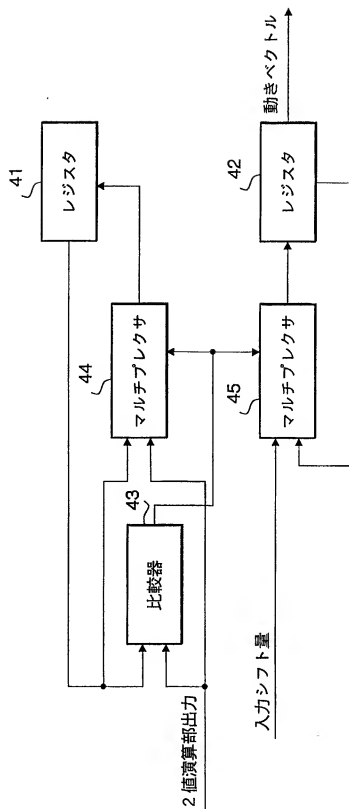 41
レジスタ
44
マルチプレクサ
43
比較器
2値演算部出力
動きベクトル
42
レジスタ
45
マルチプレクサ
入力シフト量